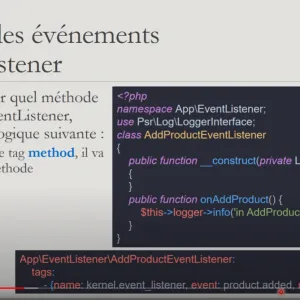 les événements
stener
r quel méthode
entListener,
ogique suivante :
e tag method, il va
éthode
<?php
namespace App\EventListener;
use Psr\Log\LoggerInterface;
class AddProductEventListener
{
public function __construct(private L
{
}
public function onAddProduct() {
$this->logger->info('in AddProduc
}
}
App\EventListener\AddProductEventListener:
tags:
- {name: kernel.event_listener, event: product.added,